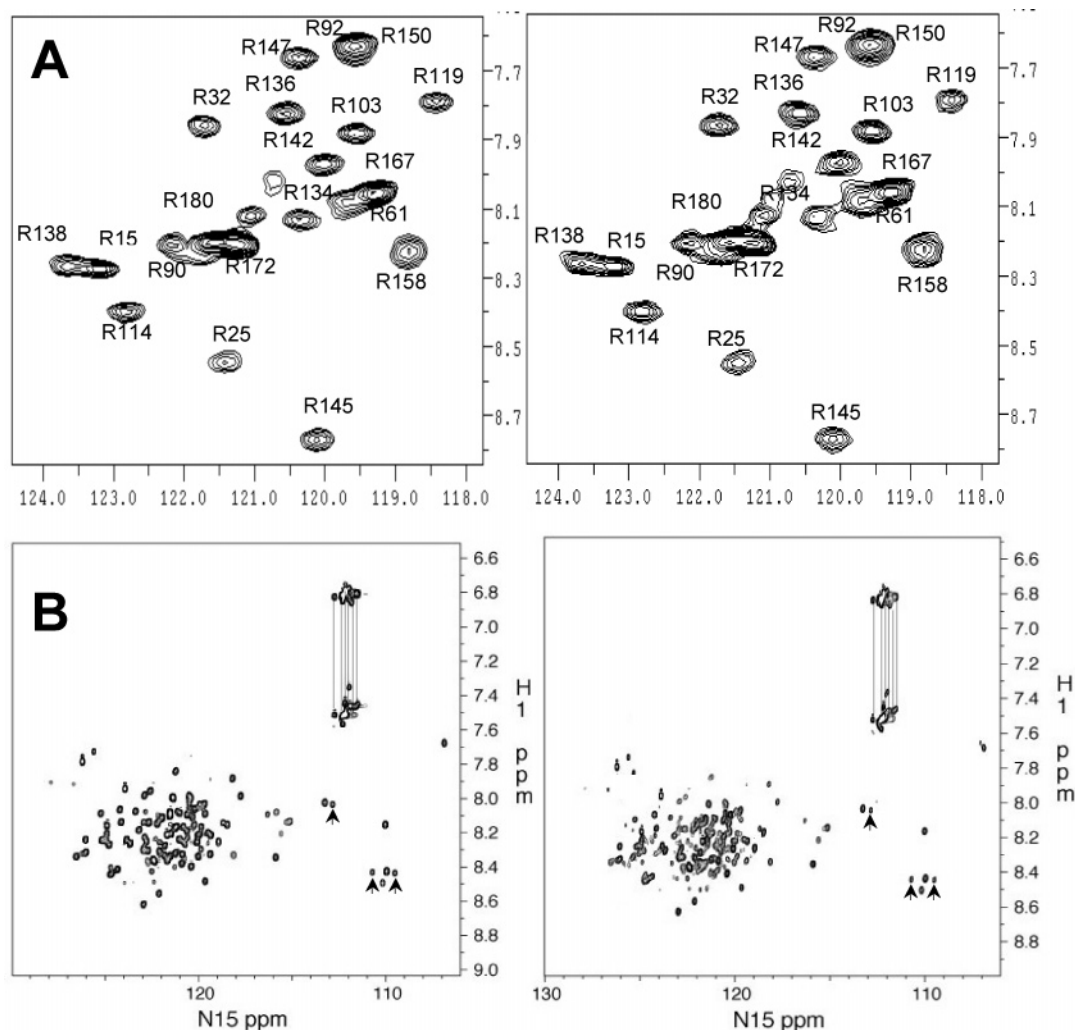 A
R92
R150
R147
R136
R119
R32
R103
R142
R167
R180
R134
R61
R138
R15
R90
R172
R158
R114
R25
R145
124.0 123.0 122.0 121.0 120.0 119.0 118.0
R92
R150
7.7
R147
R136
R119
R32
R103
7.9
R142
R167
R180
R134
8.1
R61
R138
R15
R90
R172
8.3
R158
R114
R25
8.5
R145
8.7
124.0 123.0 122.0 121.0 120.0 119.0 118.0
7.7
7.9
8.1
8.3
8.5
8.7
B
6.6
6.8
7.0
7.2
7.4
7.6
7.8
8.0
8.2
8.4
8.6
8.8
9.0
H
1
p
p
m
120 110
N15 ppm
6.6
6.8
7.0
7.2
7.4
7.6
7.8
8.0
8.2
8.4
8.6
8.8
H
1
p
p
m
130 120 110
N15 ppm